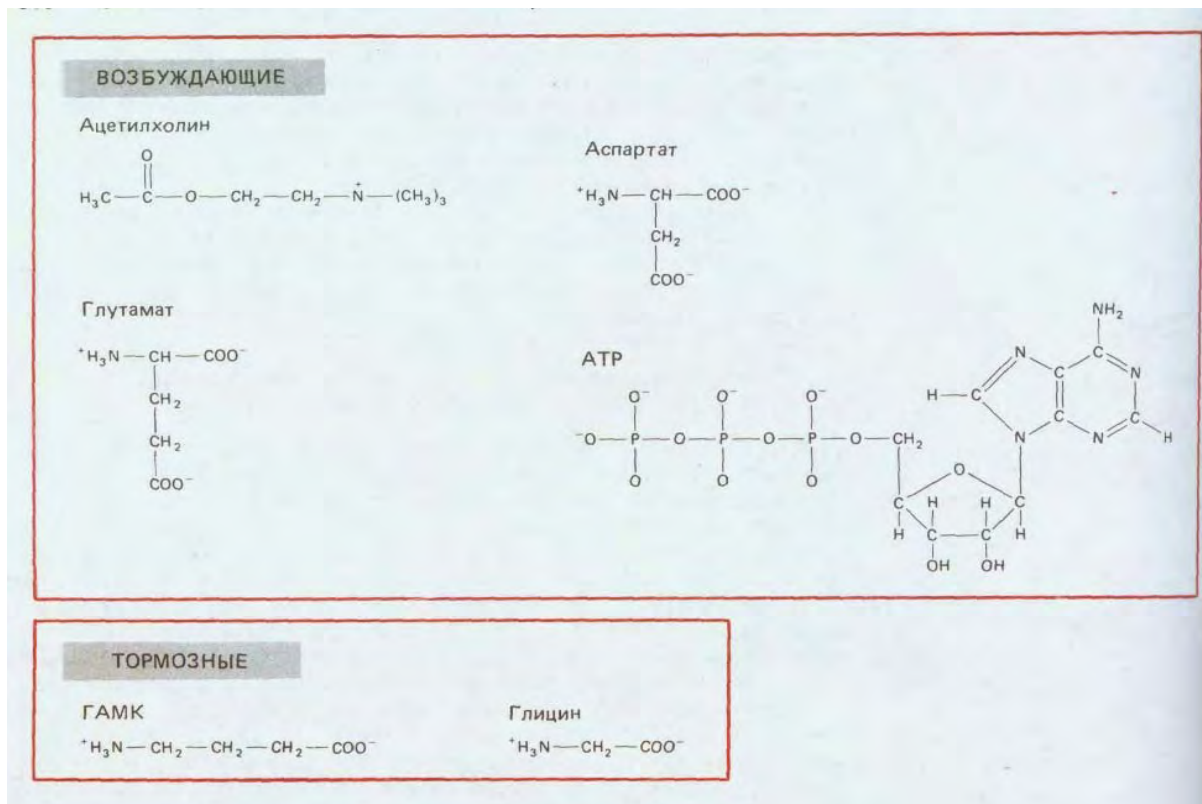 ВОЗБУЖДАЮЩИЕ
Ацетилхолин
O
H₃C—C—O—CH₂—CH₂—N⁺—(CH₃)₃
Аспартат
⁺H₃N—CH—COO⁻
CH₂
COO⁻
Глутамат
⁺H₃N—CH—COO⁻
CH₂
CH₂
COO⁻
ATP
NH₂
N C N
H—C C C
N C N H
O⁻ O⁻ O⁻
⁻O—P—O—P—O—P—O—CH₂
O O O
O
C H H C
H C C H
OH OH
ТОРМОЗНЫЕ
ГАМК
⁺H₃N—CH₂—CH₂—CH₂—COO⁻
Глицин
⁺H₃N—CH₂—COO⁻